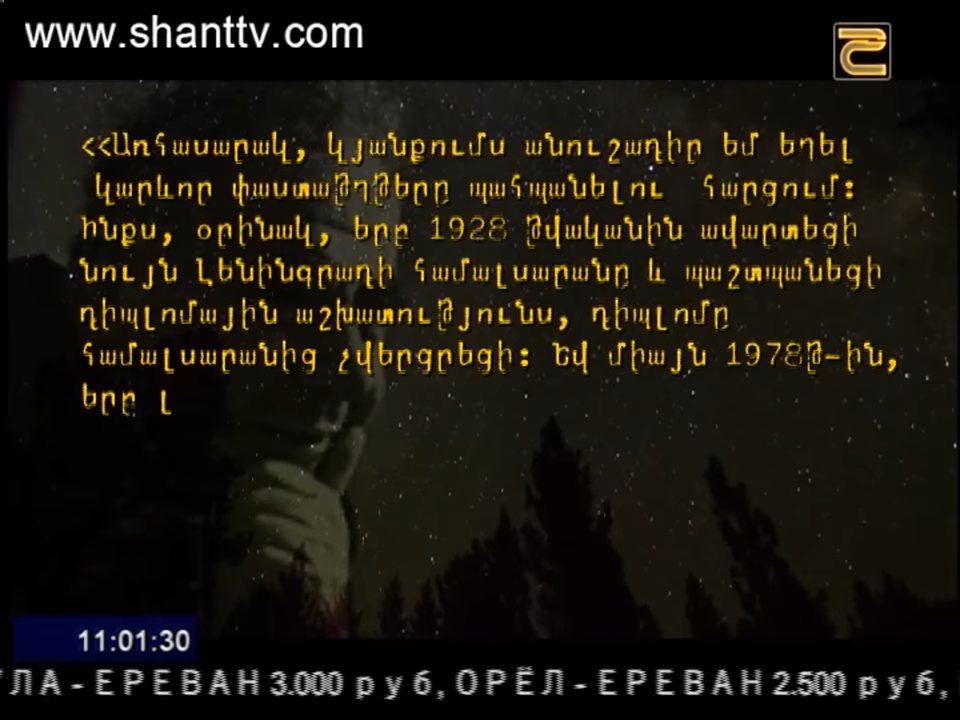 www.shanttv.com
<<Առհասարակ, կյանքումս անուշադիր եմ եղել
կարևոր փաստաթղթերը պահպանելու հարցում:
Ինքս, օրինակ, երբ 1928 թվականին ավարտեցի
նույն Լենինգրադի համալսարանը և պաշտպանեցի
դիպլոմային աշխատությունս, դիպլոմը
համալսարանից չվերցրեցի: Եվ միայն 1978թ-ին,
երբ լ
11:01:30
УЛА - ЕРЕВАН 3.000 руб, ОРЁЛ - ЕРЕВАН 2.500 руб,